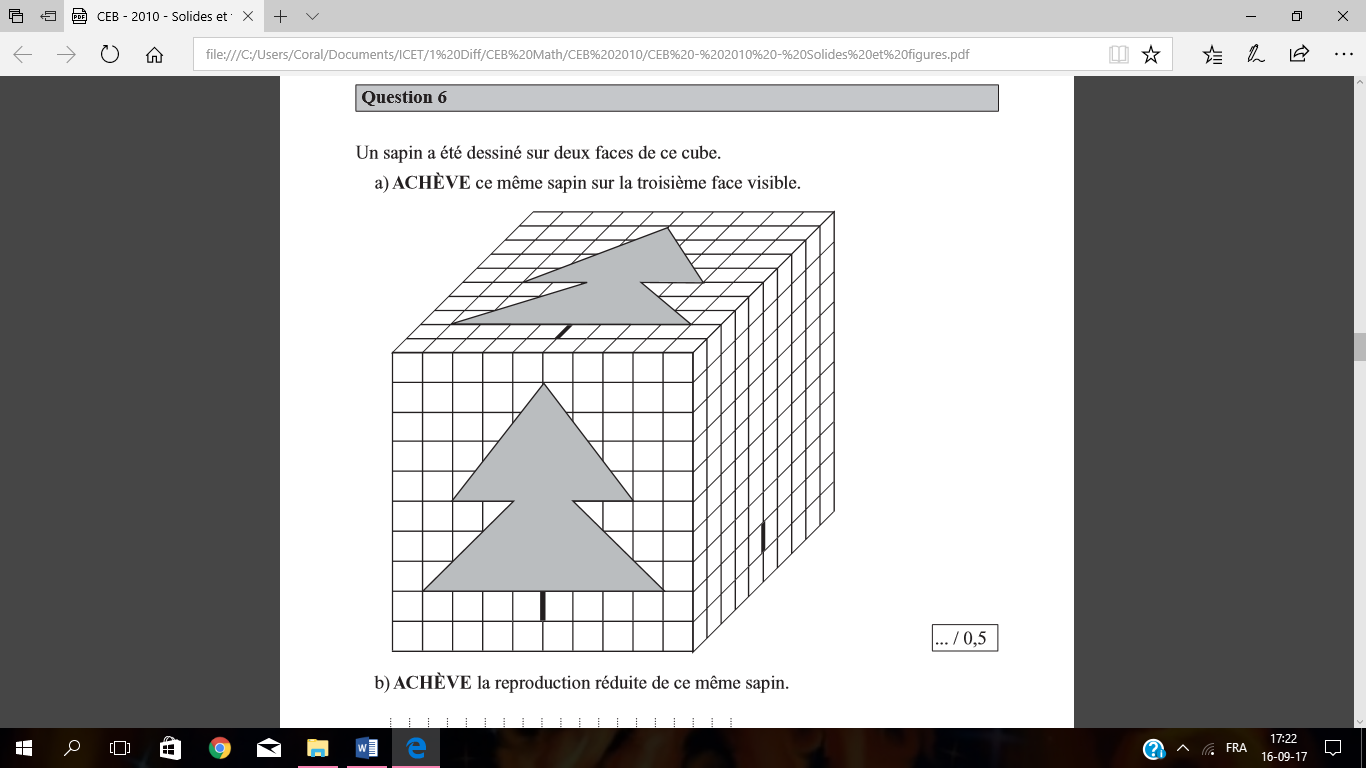 CEB - 2010 - Solides et
file:///C:/Users/Coral/Documents/ICET/1%20Diff/CEB%20Math/CEB%202010/CEB%20-%202010%20-%20Solides%20et%20figures.pdf
Question 6
Un sapin a été dessiné sur deux faces de ce cube.
a) ACHÈVE ce même sapin sur la troisième face visible.
... / 0,5
b) ACHÈVE la reproduction réduite de ce même sapin.
FRA
17:22
16-09-17